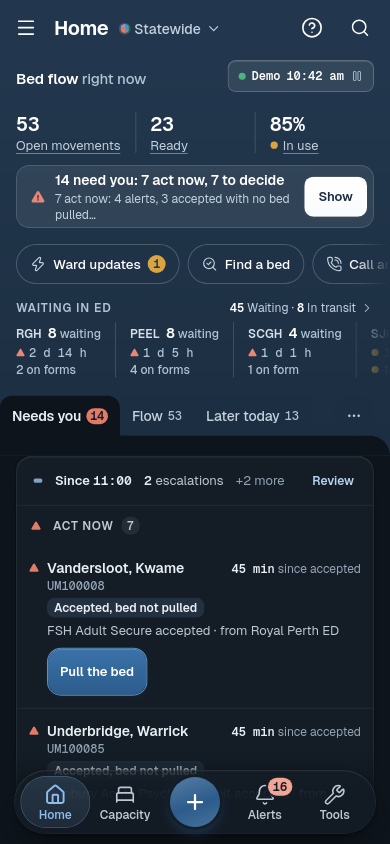 Home Statewide
Bed flow right now
Demo 10:42 am
53 23 85%
Open movements Ready In use
14 need you: 7 act now, 7 to decide
7 act now: 4 alerts, 3 accepted with no bed
pulled…
Show
Ward updates 1 Find a bed Call a
WAITING IN ED 45 Waiting · 8 In transit
RGH 8 waiting PEEL 8 waiting SCGH 4 waiting SJ
2 d 14 h 1 d 5 h 1 d 1 h
2 on forms 4 on forms 1 on form
Needs you 14 Flow 53 Later today 13 ...
Since 11:00 2 escalations +2 more Review
ACT NOW 7
Vandersloot, Kwame 45 min since accepted
UM100008
Accepted, bed not pulled
FSH Adult Secure accepted · from Royal Perth ED
Pull the bed
Underbridge, Warrick 45 min since accepted
UM100085
Accepted, bed not pulled
16
Home Capacity Alerts Tools